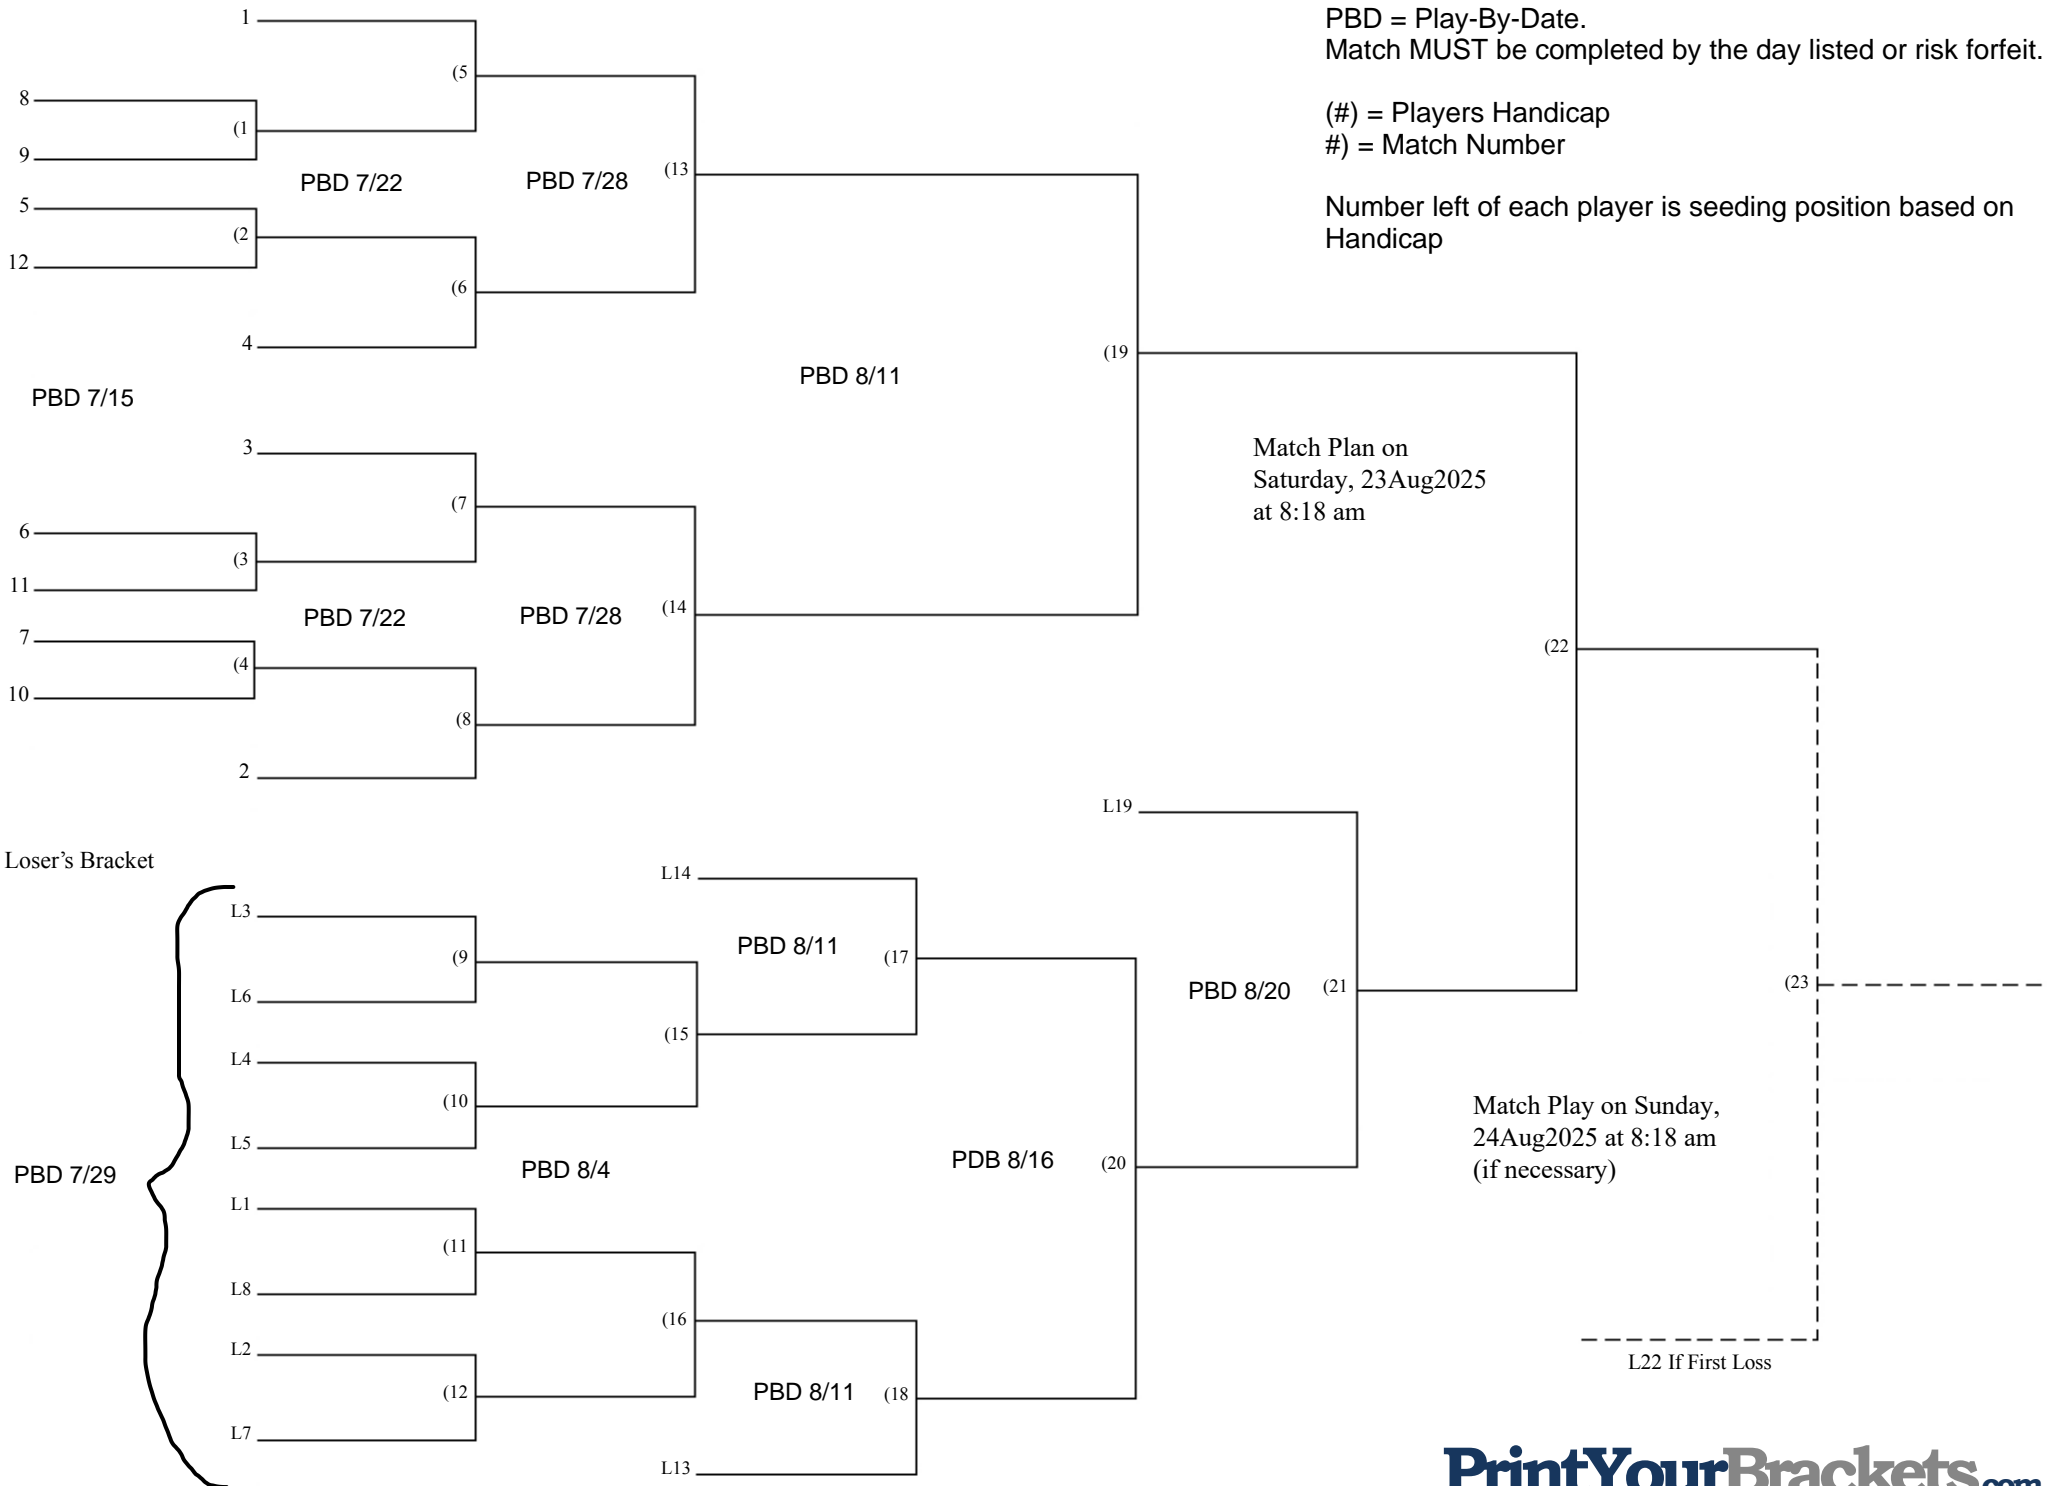 PBD = Play-By-Date.
Match MUST be completed by the day listed or risk forfeit.
(#) = Players Handicap
#) = Match Number
Number left of each player is seeding position based on
Handicap
1
(5
8
(1
9
PBD 7/22
PBD 7/28
(13
5
(2
12
(6
4
(19
PBD 8/11
PBD 7/15
3
Match Plan on
Saturday, 23Aug2025
at 8:18 am
(7
6
(3
11
PBD 7/22
PBD 7/28
(14
7
(4
10
(22
(8
2
L19
Loser's Bracket
L14
L3
PBD 8/11
(17
(9
L6
PBD 8/20
(21
(23
(15
L4
(10
L5
Match Play on Sunday,
24Aug2025 at 8:18 am
(if necessary)
PBD 7/29
PBD 8/4
PDB 8/16
(20
L1
(11
L8
(16
L2
(12
PBD 8/11
(18
L22 If First Loss
L7
L13
PrintYourBrackets.com